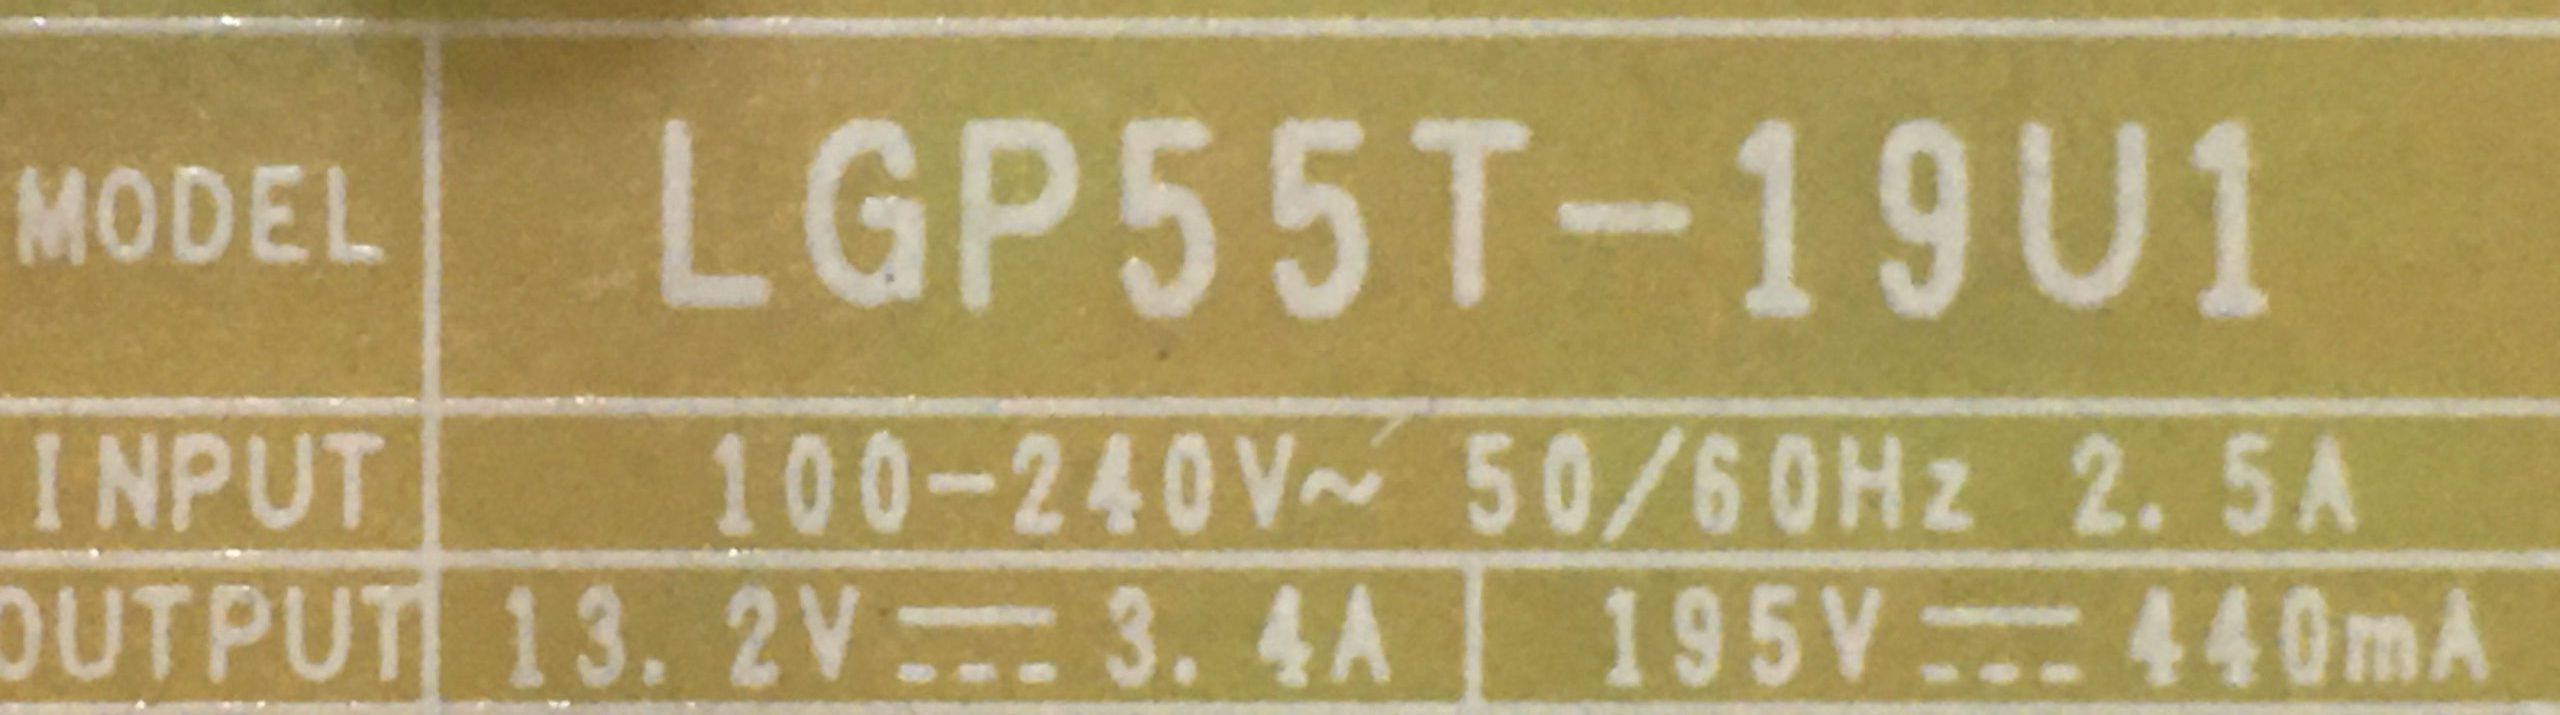 MODEL LGP55T-19U1
INPUT 100-240V~ 50/60Hz 2.5A
OUTPUT 13.2V⎓3.4A 195V⎓440mA